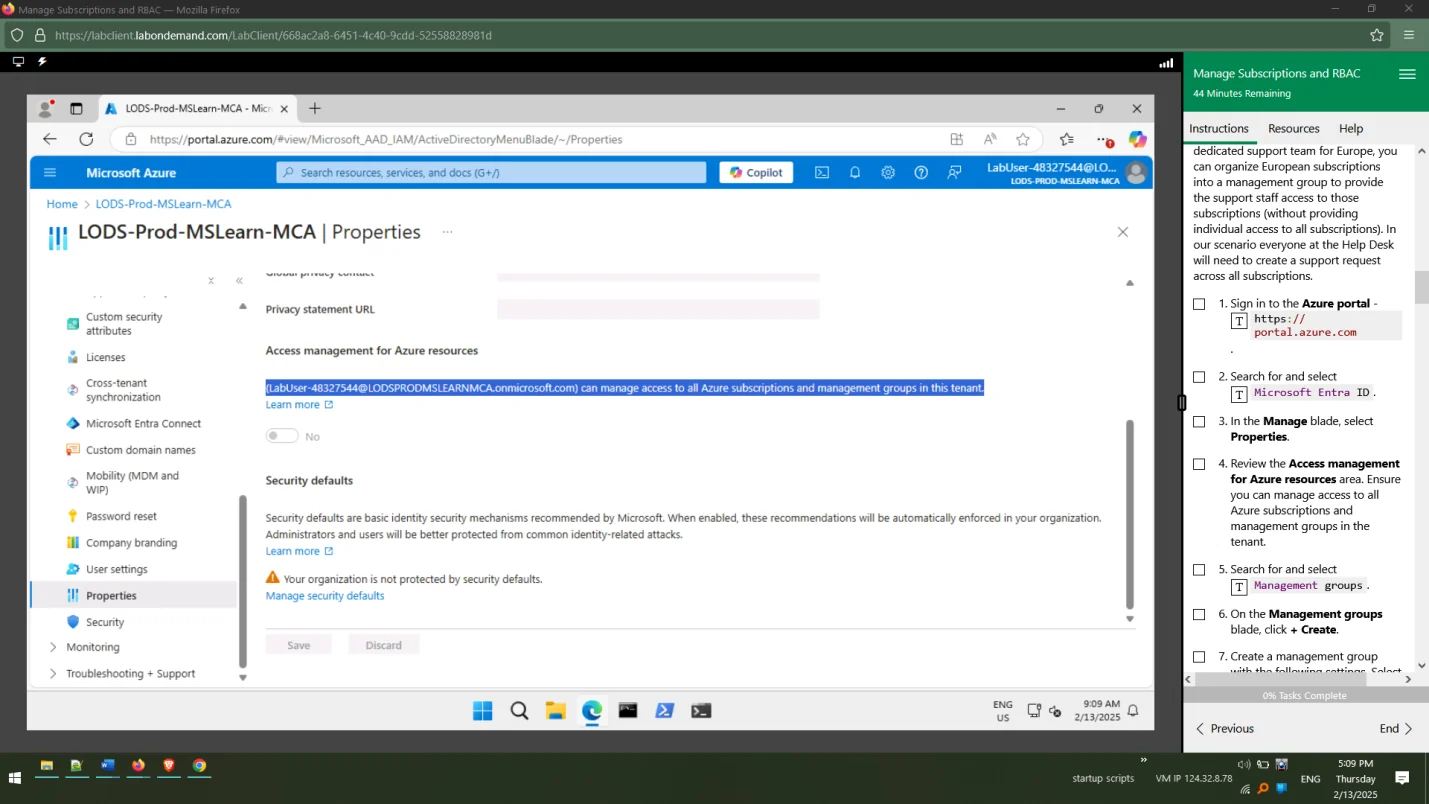 Manage Subscriptions and RBAC — Mozilla Firefox
https://labclient.labondemand.com/LabClient/668ac2a8-6451-4c40-9cdd-52558828981d
LODS-Prod-MSLearn-MCA - Micr
https://portal.azure.com/#view/Microsoft_AAD_IAM/ActiveDirectoryMenuBlade/~/Properties
Microsoft Azure
Search resources, services, and docs (G+/)
Copilot
LabUser-48327544@LO...
LODS-PROD-MSLEARN-MCA
Home > LODS-Prod-MSLearn-MCA
LODS-Prod-MSLearn-MCA | Properties
Custom security
attributes
Licenses
Cross-tenant
synchronization
Microsoft Entra Connect
Custom domain names
Mobility (MDM and
WIP)
Password reset
Company branding
User settings
Properties
Security
Monitoring
Troubleshooting + Support
Global privacy contact
Privacy statement URL
Access management for Azure resources
(LabUser-48327544@LODSPRODMSLEARNMCA.onmicrosoft.com) can manage access to all Azure subscriptions and management groups in this tenant.
Learn more
No
Security defaults
Security defaults are basic identity security mechanisms recommended by Microsoft. When enabled, these recommendations will be automatically enforced in your organization.
Administrators and users will be better protected from common identity-related attacks.
Learn more
Your organization is not protected by security defaults.
Manage security defaults
Save
Discard
ENG
US
9:09 AM
2/13/2025
Manage Subscriptions and RBAC
44 Minutes Remaining
Instructions
Resources
Help
dedicated support team for Europe, you
can organize European subscriptions
into a management group to provide
the support staff access to those
subscriptions (without providing
individual access to all subscriptions). In
our scenario everyone at the Help Desk
will need to create a support request
across all subscriptions.
1. Sign in to the Azure portal -
T https://
portal.azure.com
.
2. Search for and select
T Microsoft Entra ID .
3. In the Manage blade, select
Properties.
4. Review the Access management
for Azure resources area. Ensure
you can manage access to all
Azure subscriptions and
management groups in the
tenant.
5. Search for and select
T Management groups .
6. On the Management groups
blade, click + Create.
7. Create a management group
with the following settings. Select
0% Tasks Complete
Previous
End
startup scripts
VM IP 124.32.8.78
ENG
5:09 PM
Thursday
2/13/2025